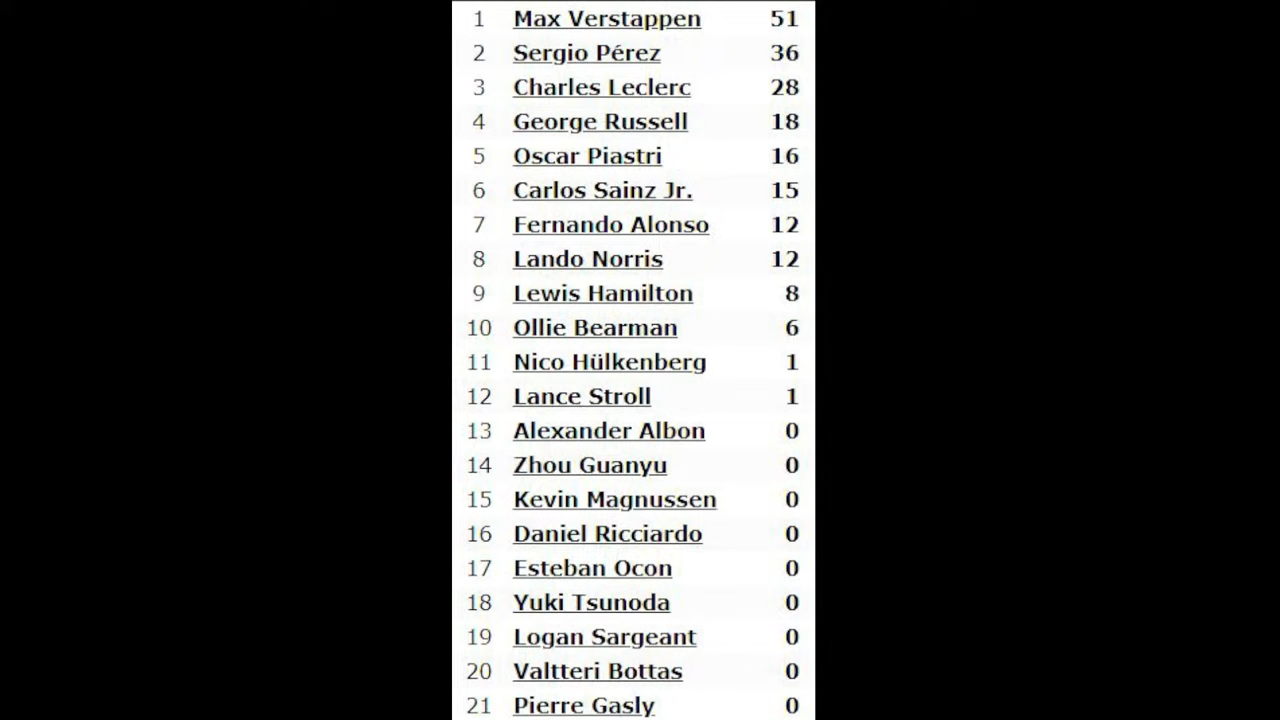 1 Max Verstappen 51
2 Sergio Pérez 36
3 Charles Leclerc 28
4 George Russell 18
5 Oscar Piastri 16
6 Carlos Sainz Jr. 15
7 Fernando Alonso 12
8 Lando Norris 12
9 Lewis Hamilton 8
10 Ollie Bearman 6
11 Nico Hülkenberg 1
12 Lance Stroll 1
13 Alexander Albon 0
14 Zhou Guanyu 0
15 Kevin Magnussen 0
16 Daniel Ricciardo 0
17 Esteban Ocon 0
18 Yuki Tsunoda 0
19 Logan Sargeant 0
20 Valtteri Bottas 0
21 Pierre Gasly 0